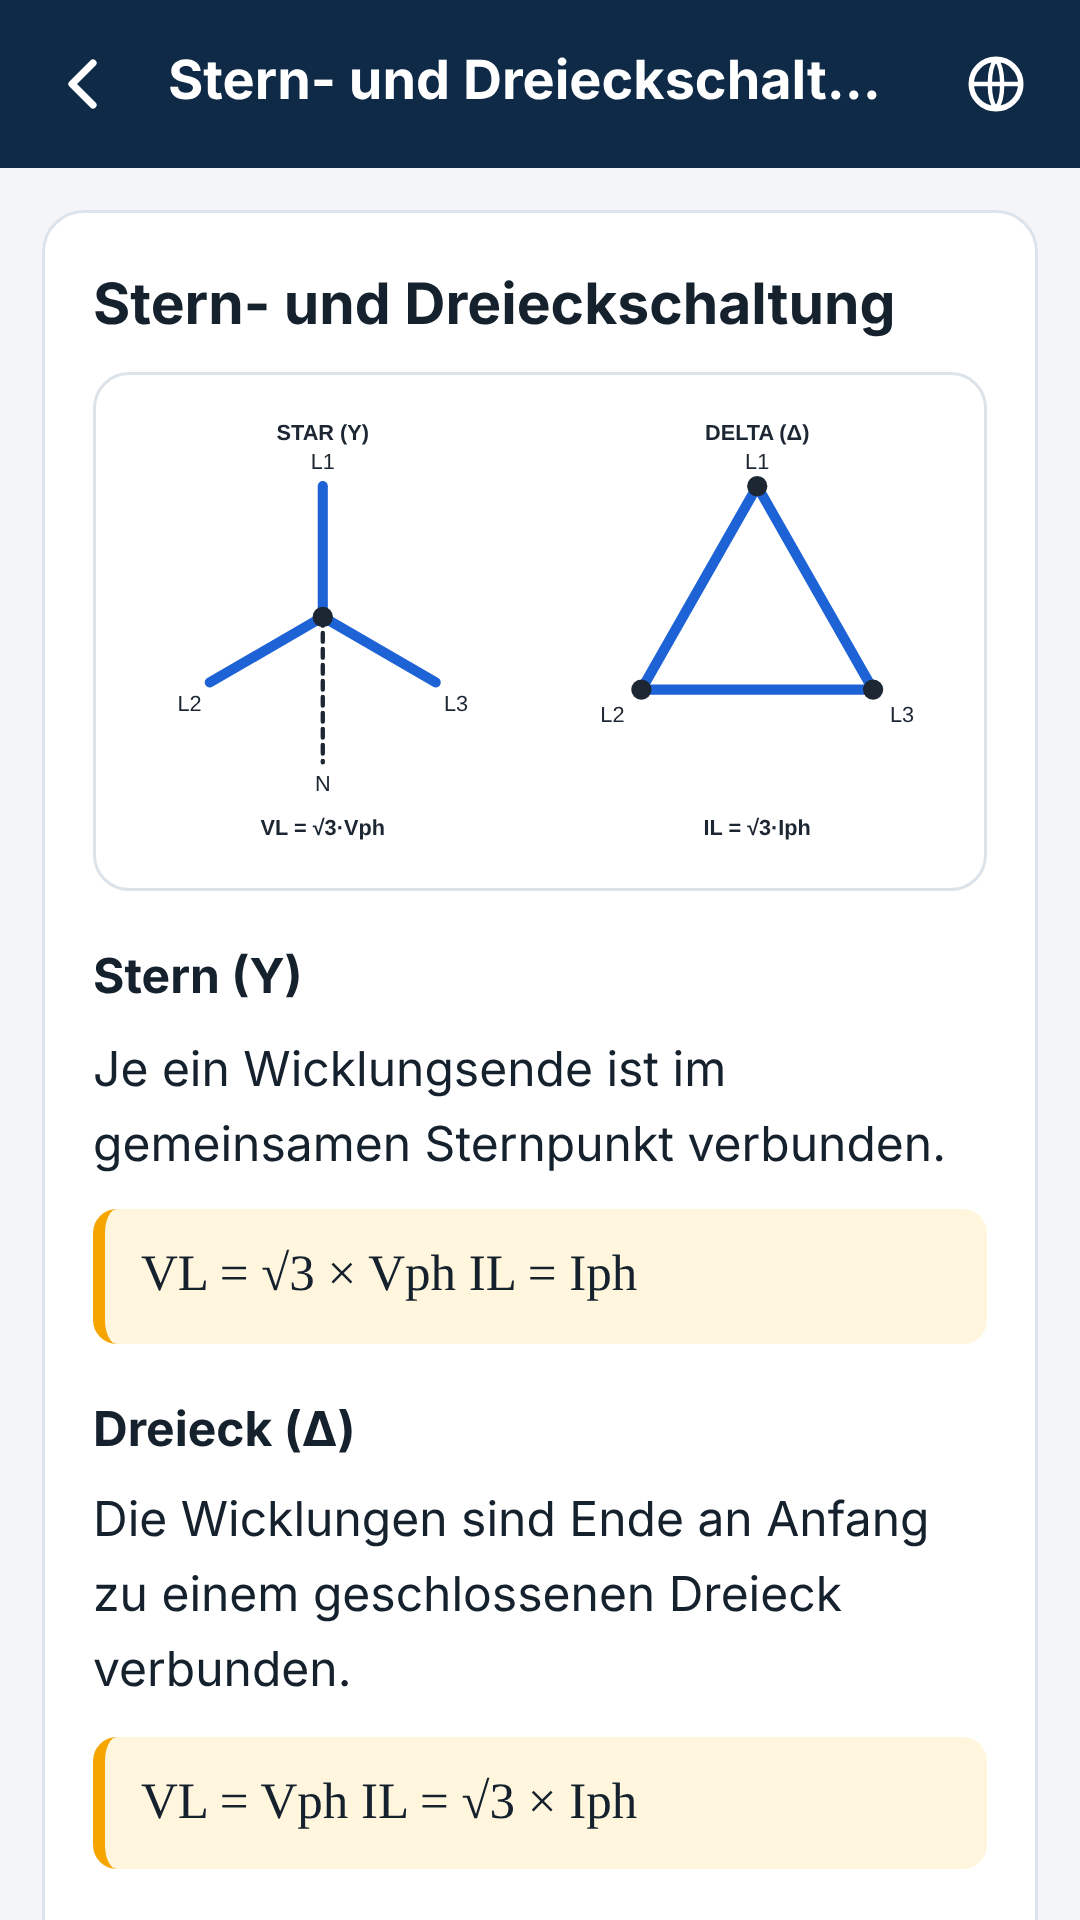 Stern- und Dreieckschalt...
Stern- und Dreieckschaltung
STAR (Y)
L1
L2
L3
N
VL = √3·Vph
DELTA (Δ)
L1
L2
L3
IL = √3·Iph
Stern (Y)
Je ein Wicklungsende ist im
gemeinsamen Sternpunkt verbunden.
VL = √3 × Vph IL = Iph
Dreieck (Δ)
Die Wicklungen sind Ende an Anfang
zu einem geschlossenen Dreieck
verbunden.
VL = Vph IL = √3 × Iph